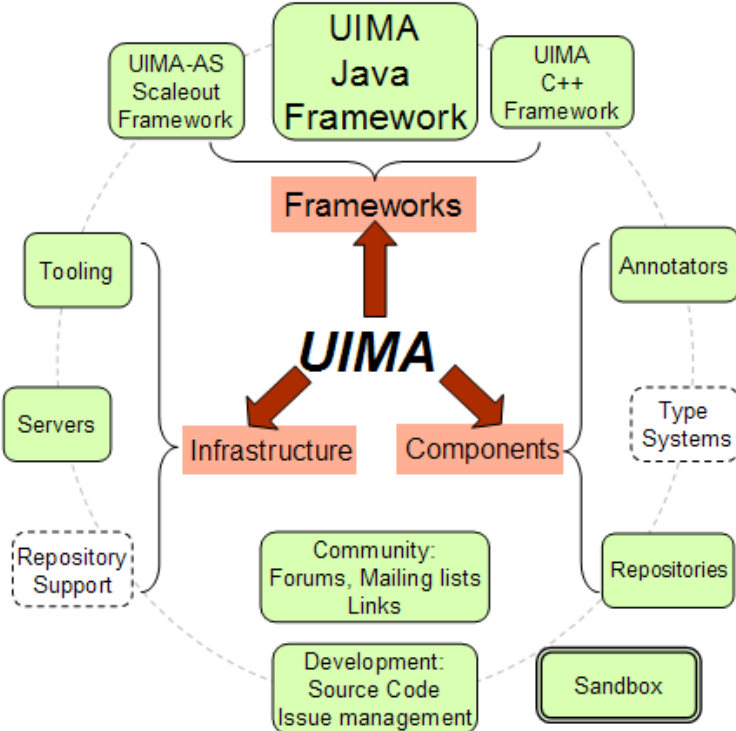 UIMA-AS
Scaleout
Framework
UIMA
Java
Framework
UIMA
C++
Framework
Frameworks
Tooling
Annotators
UIMA
Servers
Type
Systems
Infrastructure
Components
Repository
Support
Community:
Forums, Mailing lists
Links
Repositories
Development:
Source Code
Issue management
Sandbox